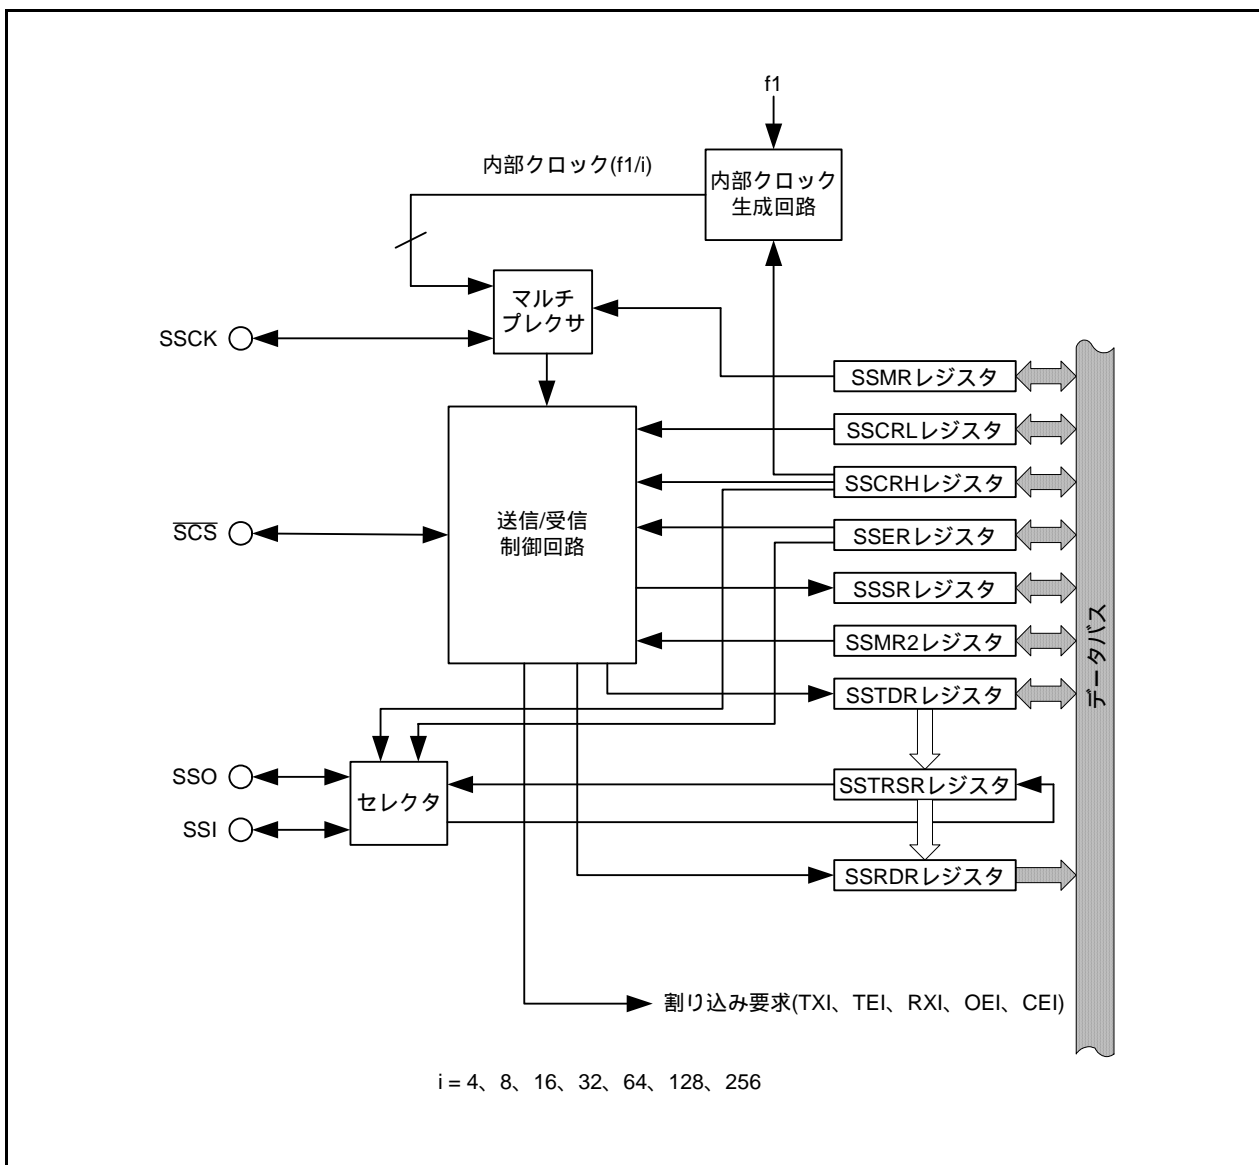 f1
内部クロック(f1/i)
内部クロック
生成回路
マルチ
プレクサ
SSCK
SSMRレジスタ
SSCRLレジスタ
SSCRHレジスタ
SCS
送信/受信
制御回路
SSERレジスタ
SSSRレジスタ
SSMR2レジスタ
データバス
SSTDRレジスタ
SSO
SSTRSRレジスタ
セレクタ
SSI
SSRDRレジスタ
割り込み要求(TXI、TEI、RXI、OEI、CEI)
i = 4、8、16、32、64、128、256